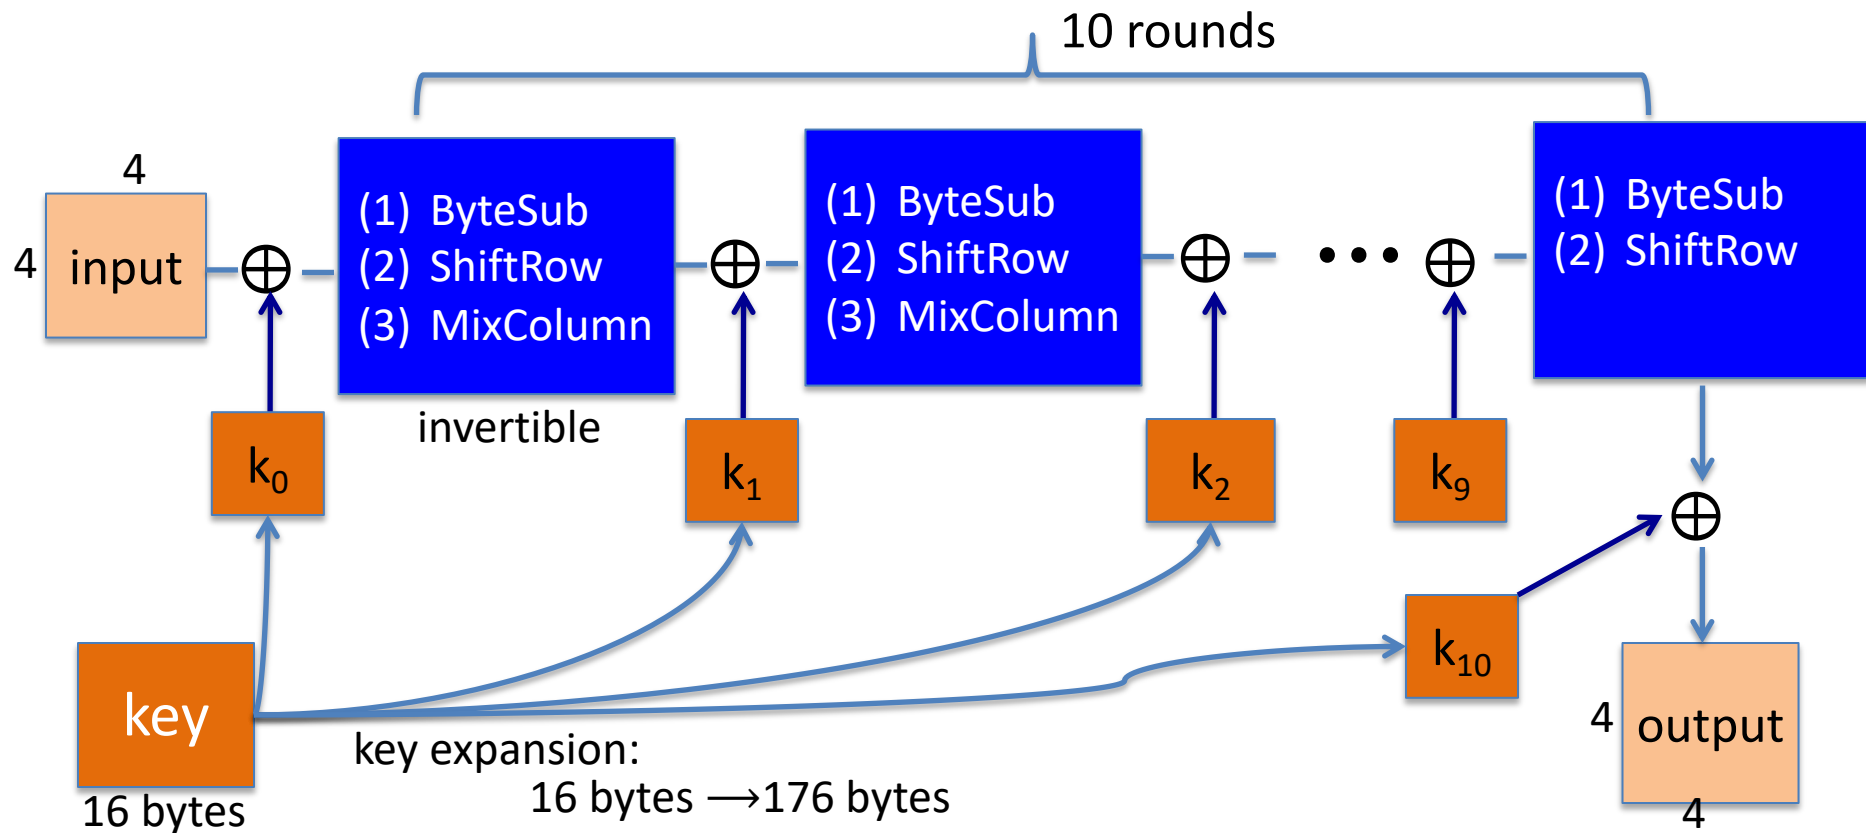 10 rounds
4
4
input
(1) ByteSub
(2) ShiftRow
(3) MixColumn
invertible
(1) ByteSub
(2) ShiftRow
(3) MixColumn
• • •
(1) ByteSub
(2) ShiftRow
k0
k1
k2
k9
k10
key
16 bytes
key expansion:
16 bytes ⟶176 bytes
4
output
4